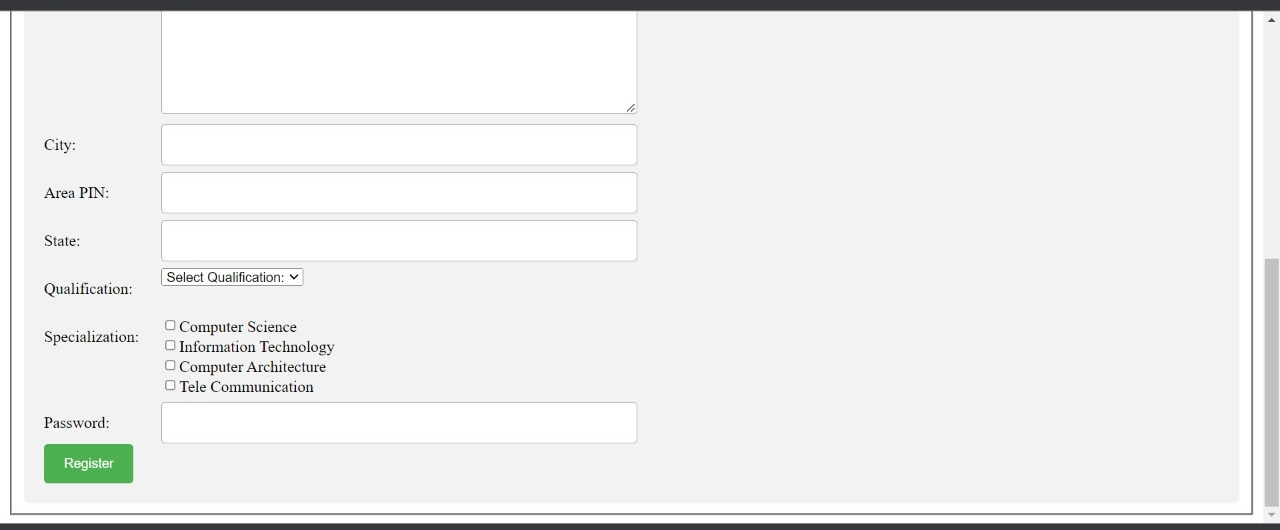 City:
Area PIN:
State:
Qualification: Select Qualification:
Specialization: Computer Science
Information Technology
Computer Architecture
Tele Communication
Password:
Register